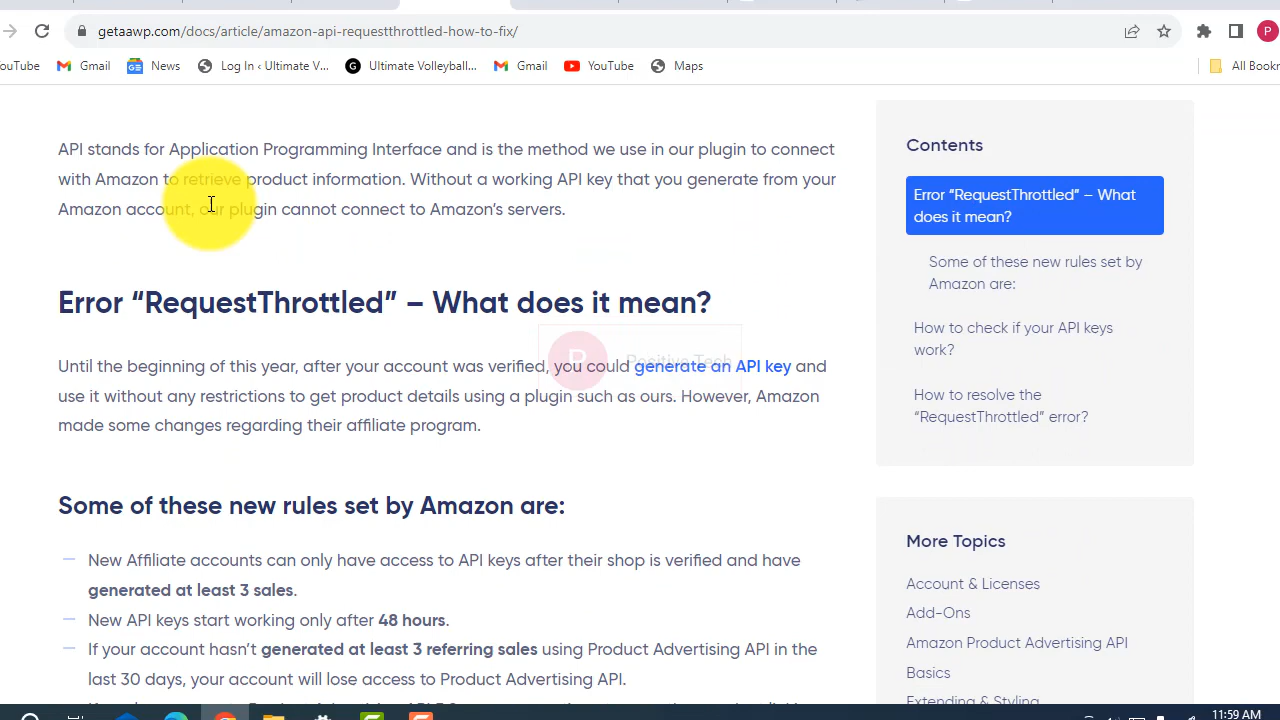 getaawp.com/docs/article/amazon-api-requestthrottled-how-to-fix/
P
ouTube
Gmail
News
Log In ‹ Ultimate V...
G
Ultimate Volleyball...
Gmail
YouTube
Maps
All Bookr
API stands for Application Programming Interface and is the method we use in our plugin to connect
with Amazon to retrieve product information. Without a working API key that you generate from your
Amazon account, our plugin cannot connect to Amazon's servers.
Error “RequestThrottled” – What does it mean?
Until the beginning of this year, after your account was verified, you could generate an API key and
use it without any restrictions to get product details using a plugin such as ours. However, Amazon
made some changes regarding their affiliate program.
P
Positive Tech
Some of these new rules set by Amazon are:
New Affiliate accounts can only have access to API keys after their shop is verified and have
generated at least 3 sales.
New API keys start working only after 48 hours.
If your account hasn't generated at least 3 referring sales using Product Advertising API in the
last 30 days, your account will lose access to Product Advertising API.
Contents
Error “RequestThrottled” – What
does it mean?
Some of these new rules set by
Amazon are:
How to check if your API keys
work?
How to resolve the
“RequestThrottled” error?
More Topics
Account & Licenses
Add-Ons
Amazon Product Advertising API
Basics
Extending & Styling
11:59 AM